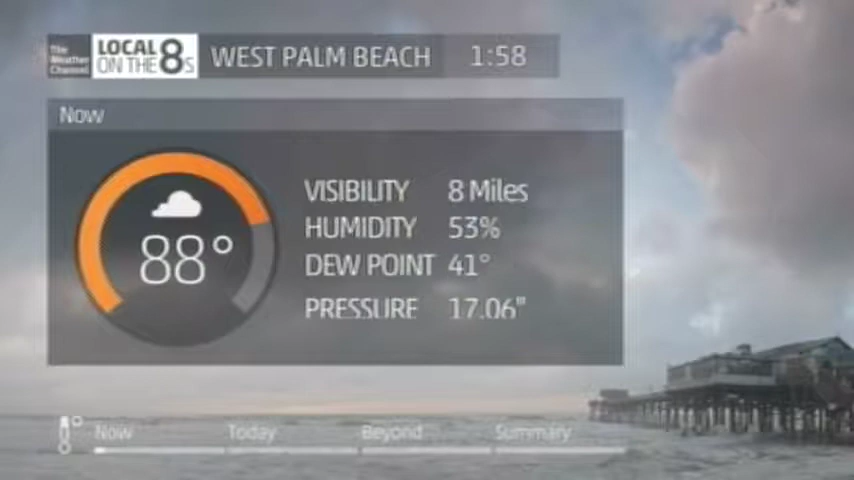 The Weather Channel
LOCAL ON THE 8s
WEST PALM BEACH 1:58
Now
88°
VISIBILITY 8 Miles
HUMIDITY 53%
DEW POINT 41°
PRESSURE 17.06"
Now Today Beyond Summary